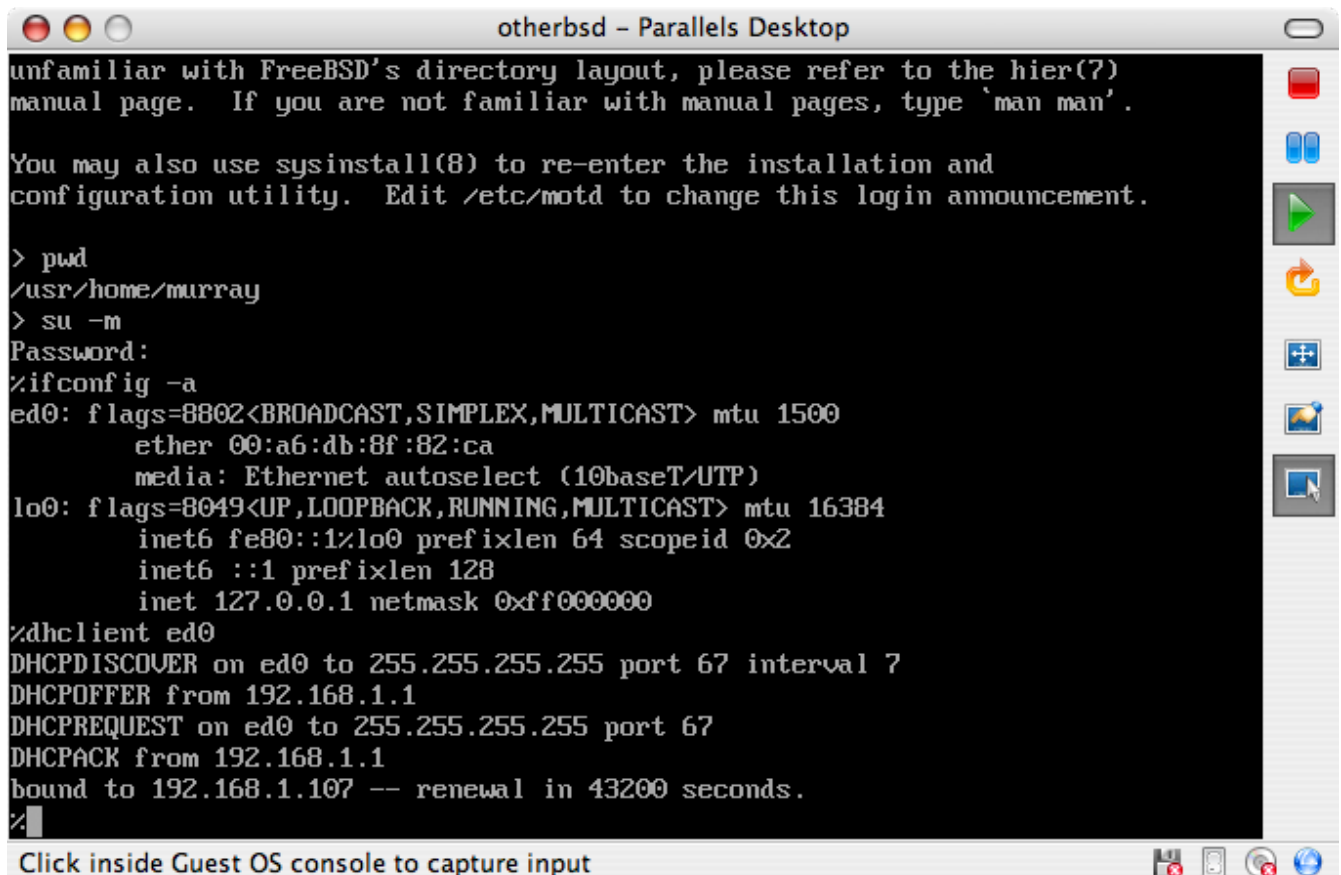 otherbsd – Parallels Desktop
unfamiliar with FreeBSD's directory layout, please refer to the hier(7)
manual page.  If you are not familiar with manual pages, type `man man'.
You may also use sysinstall(8) to re-enter the installation and
configuration utility.  Edit /etc/motd to change this login announcement.
> pwd
/usr/home/murray
> su -m
Password:
%ifconfig -a
ed0: flags=8802<BROADCAST,SIMPLEX,MULTICAST> mtu 1500
        ether 00:a6:db:8f:82:ca
        media: Ethernet autoselect (10baseT/UTP)
lo0: flags=8049<UP,LOOPBACK,RUNNING,MULTICAST> mtu 16384
        inet6 fe80::1%lo0 prefixlen 64 scopeid 0x2
        inet6 ::1 prefixlen 128
        inet 127.0.0.1 netmask 0xff000000
%dhclient ed0
DHCPDISCOVER on ed0 to 255.255.255.255 port 67 interval 7
DHCPOFFER from 192.168.1.1
DHCPREQUEST on ed0 to 255.255.255.255 port 67
DHCPACK from 192.168.1.1
bound to 192.168.1.107 -- renewal in 43200 seconds.
%
Click inside Guest OS console to capture input